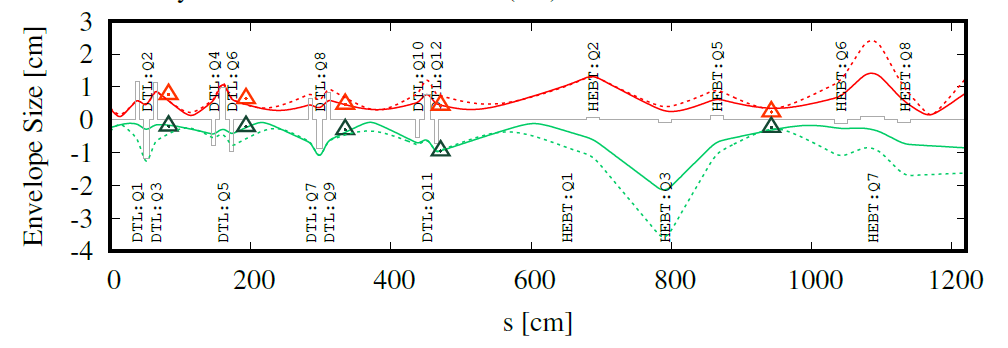 3
2
1
0
-1
-2
-3
-4
Envelope Size [cm]
DTL:Q2
DTL:Q4
DTL:Q6
DTL:Q8
DTL:Q10
DTL:Q12
HEBT:Q2
HEBT:Q5
HEBT:Q6
HEBT:Q8
DTL:Q1
DTL:Q3
DTL:Q5
DTL:Q7
DTL:Q9
DTL:Q11
HEBT:Q1
HEBT:Q3
HEBT:Q7
0 200 400 600 800 1000 1200
s [cm]